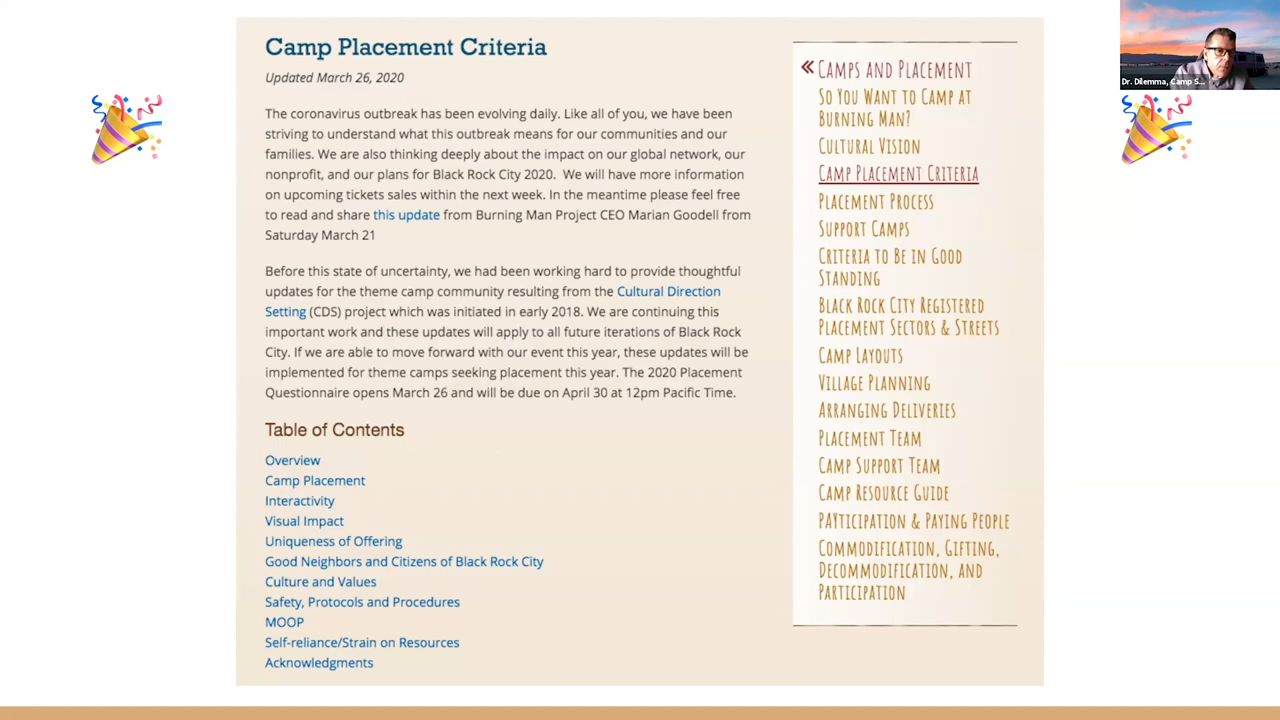 Camp Placement Criteria
Updated March 26, 2020
The coronavirus outbreak has been evolving daily. Like all of you, we have been
striving to understand what this outbreak means for our communities and our
families. We are also thinking deeply about the impact on our global network, our
nonprofit, and our plans for Black Rock City 2020. We will have more information
on upcoming tickets sales within the next week. In the meantime please feel free
to read and share this update from Burning Man Project CEO Marian Goodell from
Saturday March 21
Before this state of uncertainty, we had been working hard to provide thoughtful
updates for the theme camp community resulting from the Cultural Direction
Setting (CDS) project which was initiated in early 2018. We are continuing this
important work and these updates will apply to all future iterations of Black Rock
City. If we are able to move forward with our event this year, these updates will be
implemented for theme camps seeking placement this year. The 2020 Placement
Questionnaire opens March 26 and will be due on April 30 at 12pm Pacific Time.
Table of Contents
Overview
Camp Placement
Interactivity
Visual Impact
Uniqueness of Offering
Good Neighbors and Citizens of Black Rock City
Culture and Values
Safety, Protocols and Procedures
MOOP
Self-reliance/Strain on Resources
Acknowledgments
« Camps and Placement
So You Want to Camp at
Burning Man?
Cultural Vision
Camp Placement Criteria
Placement Process
Support Camps
Criteria to Be in Good
Standing
Black Rock City Registered
Placement Sectors & Streets
Camp Layouts
Village Planning
Arranging Deliveries
Placement Team
Camp Support Team
Camp Resource Guide
PAYticipation & Paying People
Commodification, Gifting,
Decommodification, and
Participation
Dr. Dilemma, Camp S...